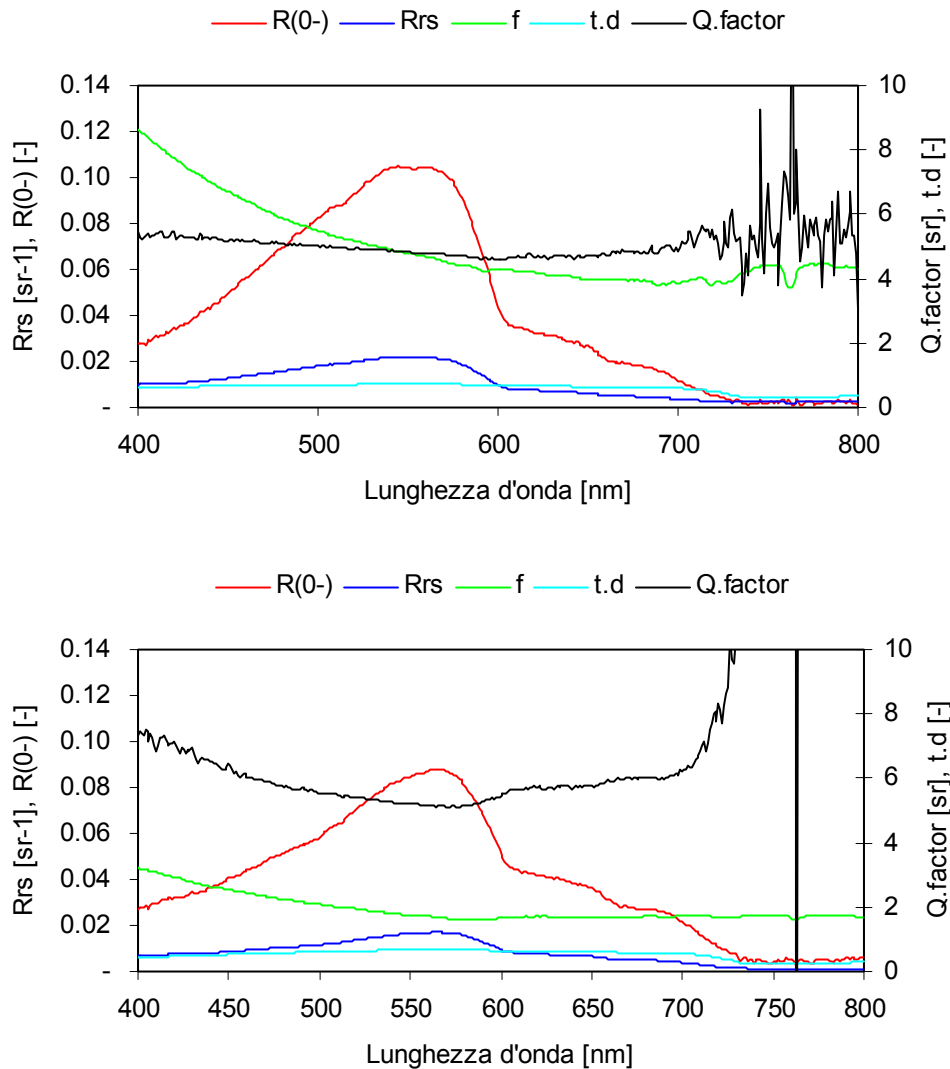 R(0-) Rrs f t.d Q.factor
0.14 10
0.12 8
0.10
0.08 6
0.06 4
0.04
0.02 2
- 0
400 500 600 700 800
Lunghezza d'onda [nm]
Rrs [sr-1], R(0-) [-]
Q.factor [sr], t.d [-]
R(0-) Rrs f t.d Q.factor
0.14 10
0.12 8
0.10
0.08 6
0.06 4
0.04
0.02 2
- 0
400 450 500 550 600 650 700 750 800
Lunghezza d'onda [nm]
Rrs [sr-1], R(0-) [-]
Q.factor [sr], t.d [-]